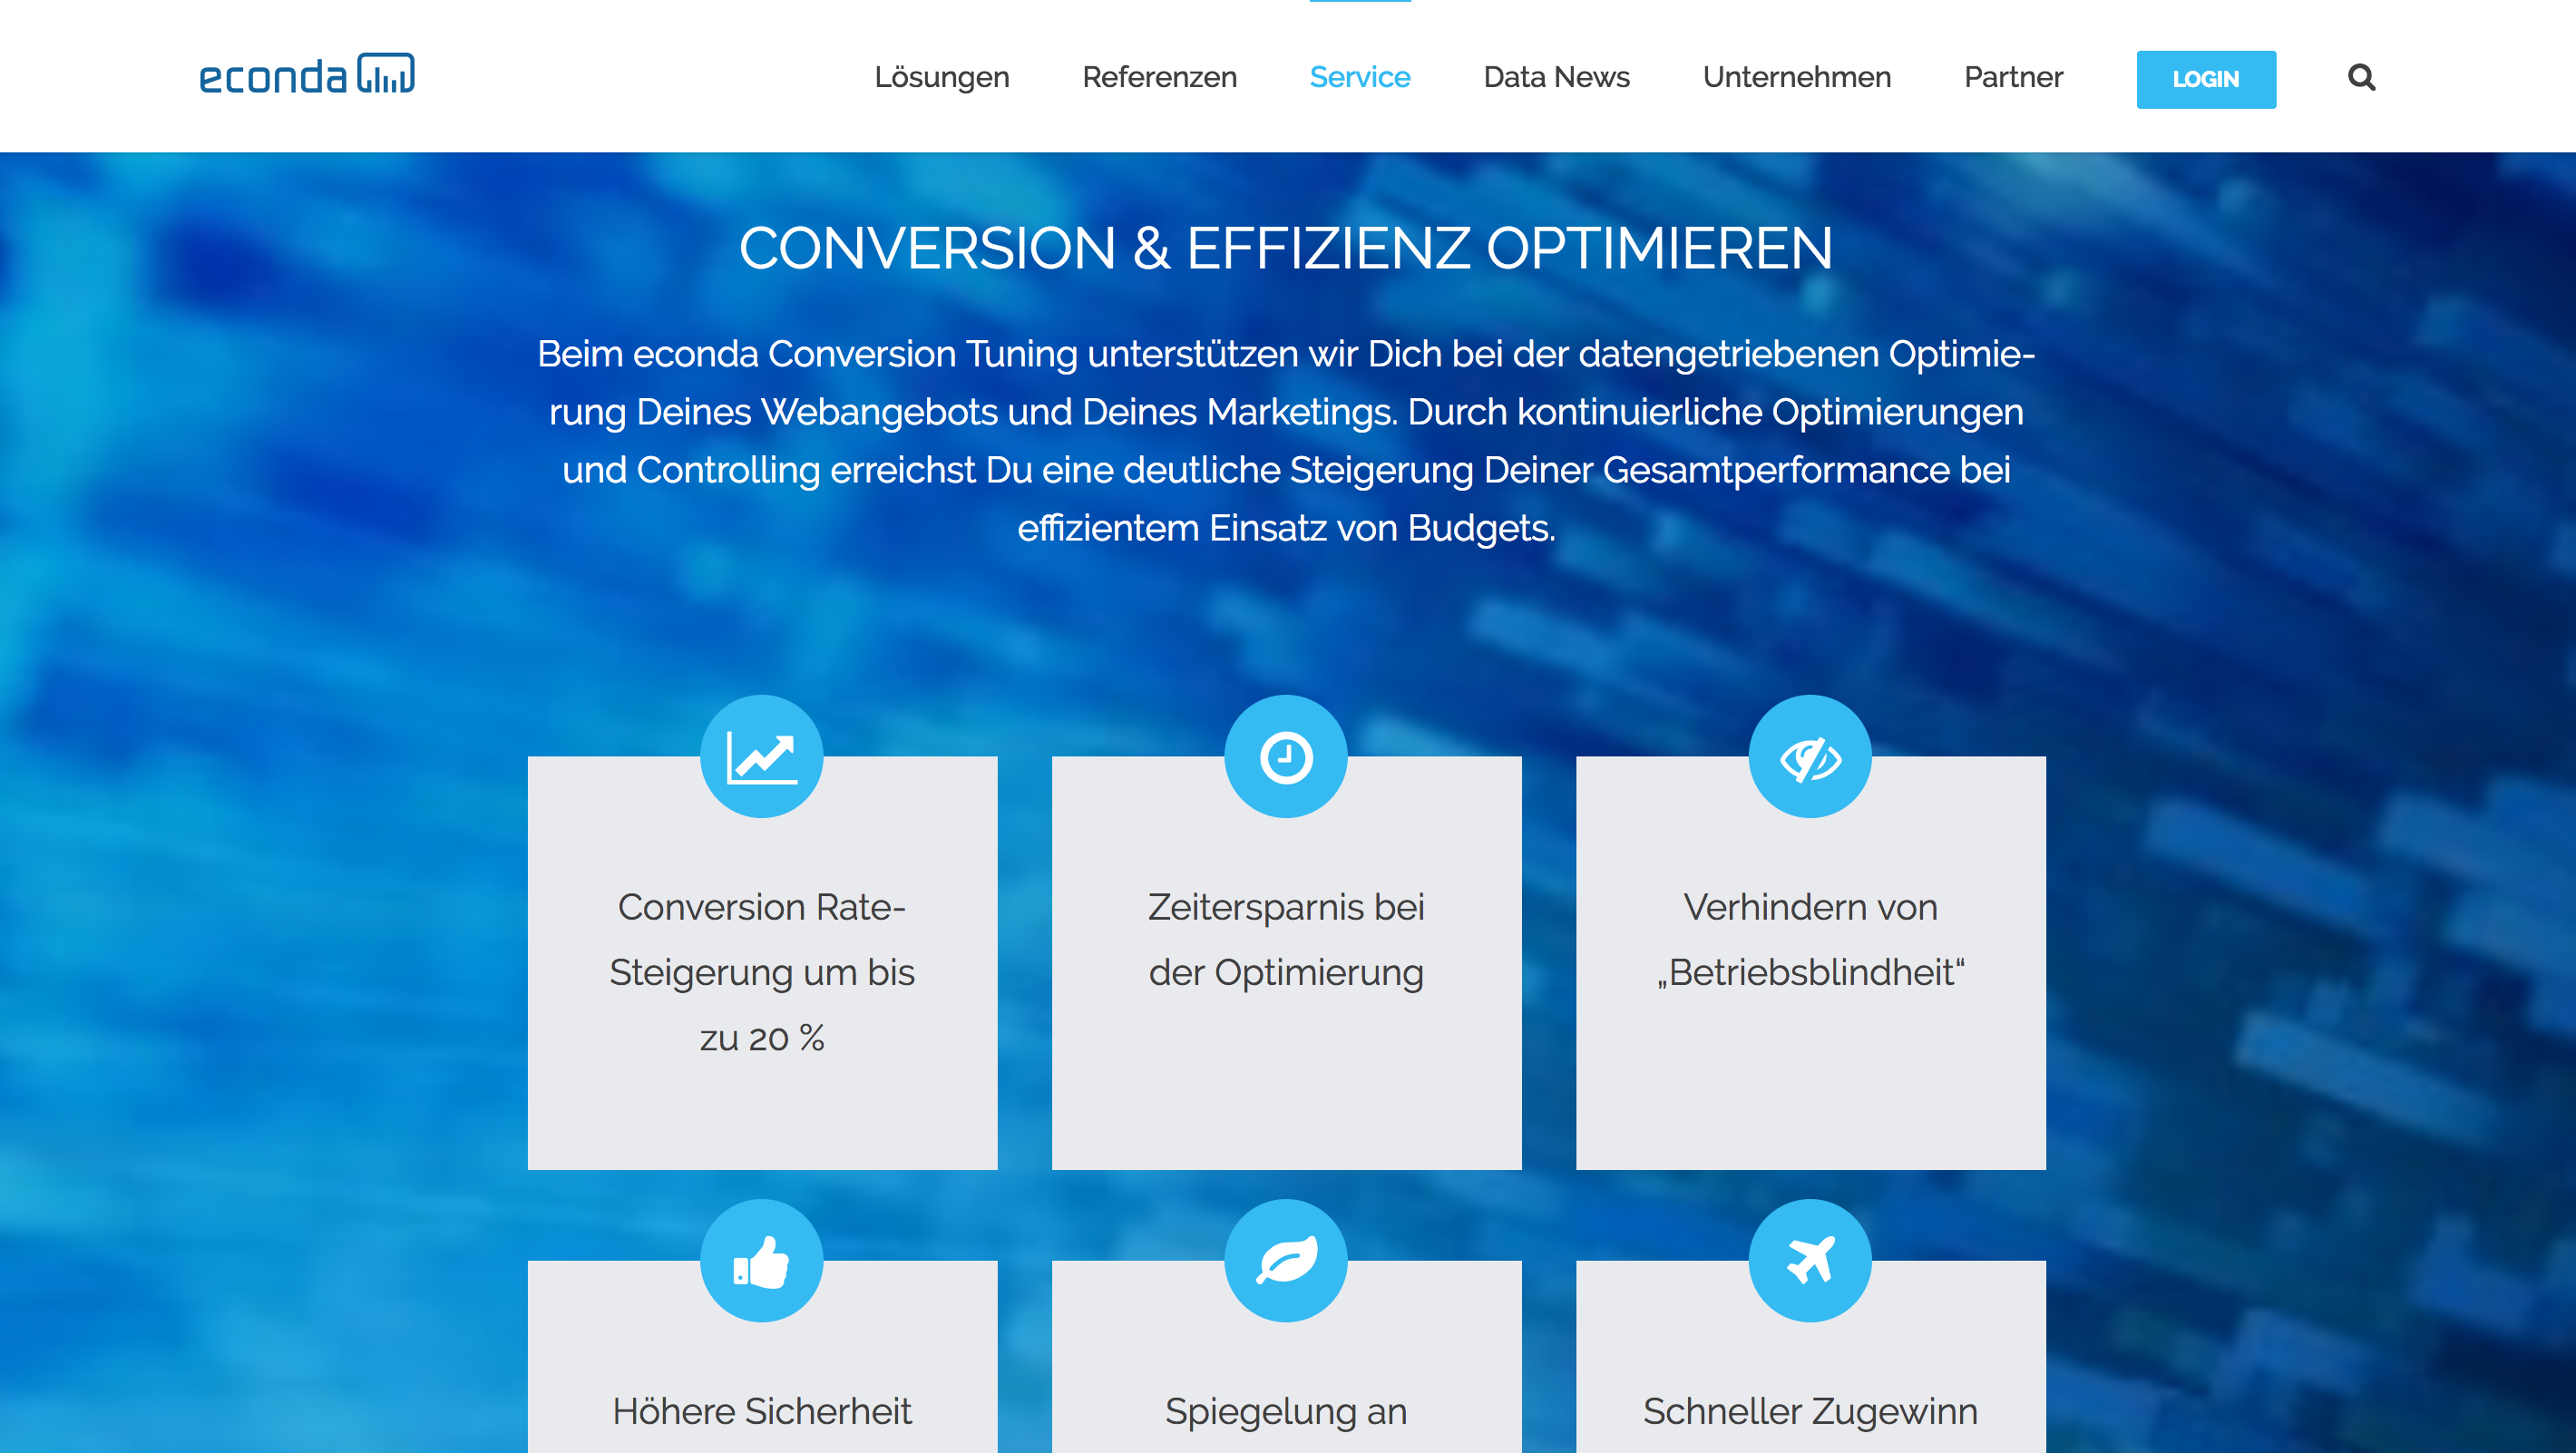 econda
Lösungen Referenzen Service Data News Unternehmen Partner LOGIN
CONVERSION & EFFIZIENZ OPTIMIEREN
Beim econda Conversion Tuning unterstützen wir Dich bei der datengetriebenen Optimie-
rung Deines Webangebots und Deines Marketings. Durch kontinuierliche Optimierungen
und Controlling erreichst Du eine deutliche Steigerung Deiner Gesamtperformance bei
effizientem Einsatz von Budgets.
Conversion Rate-
Steigerung um bis
zu 20 %
Zeitersparnis bei
der Optimierung
Verhindern von
„Betriebsblindheit“
Höhere Sicherheit
Spiegelung an
Schneller Zugewinn